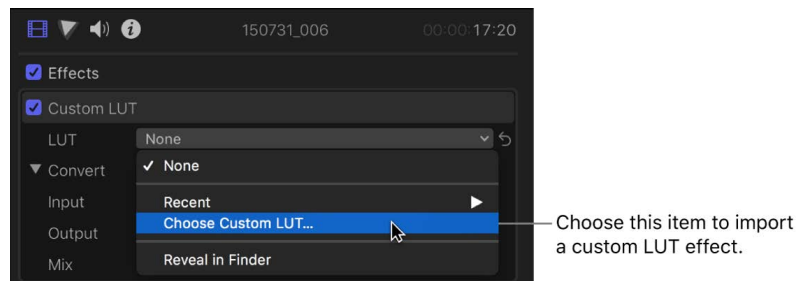 150731_006 00:00:17:20
Effects
Custom LUT
LUT None
✓ None
Convert
Input
Recent
Choose Custom LUT...
Output
Reveal in Finder
Mix
Choose this item to import
a custom LUT effect.